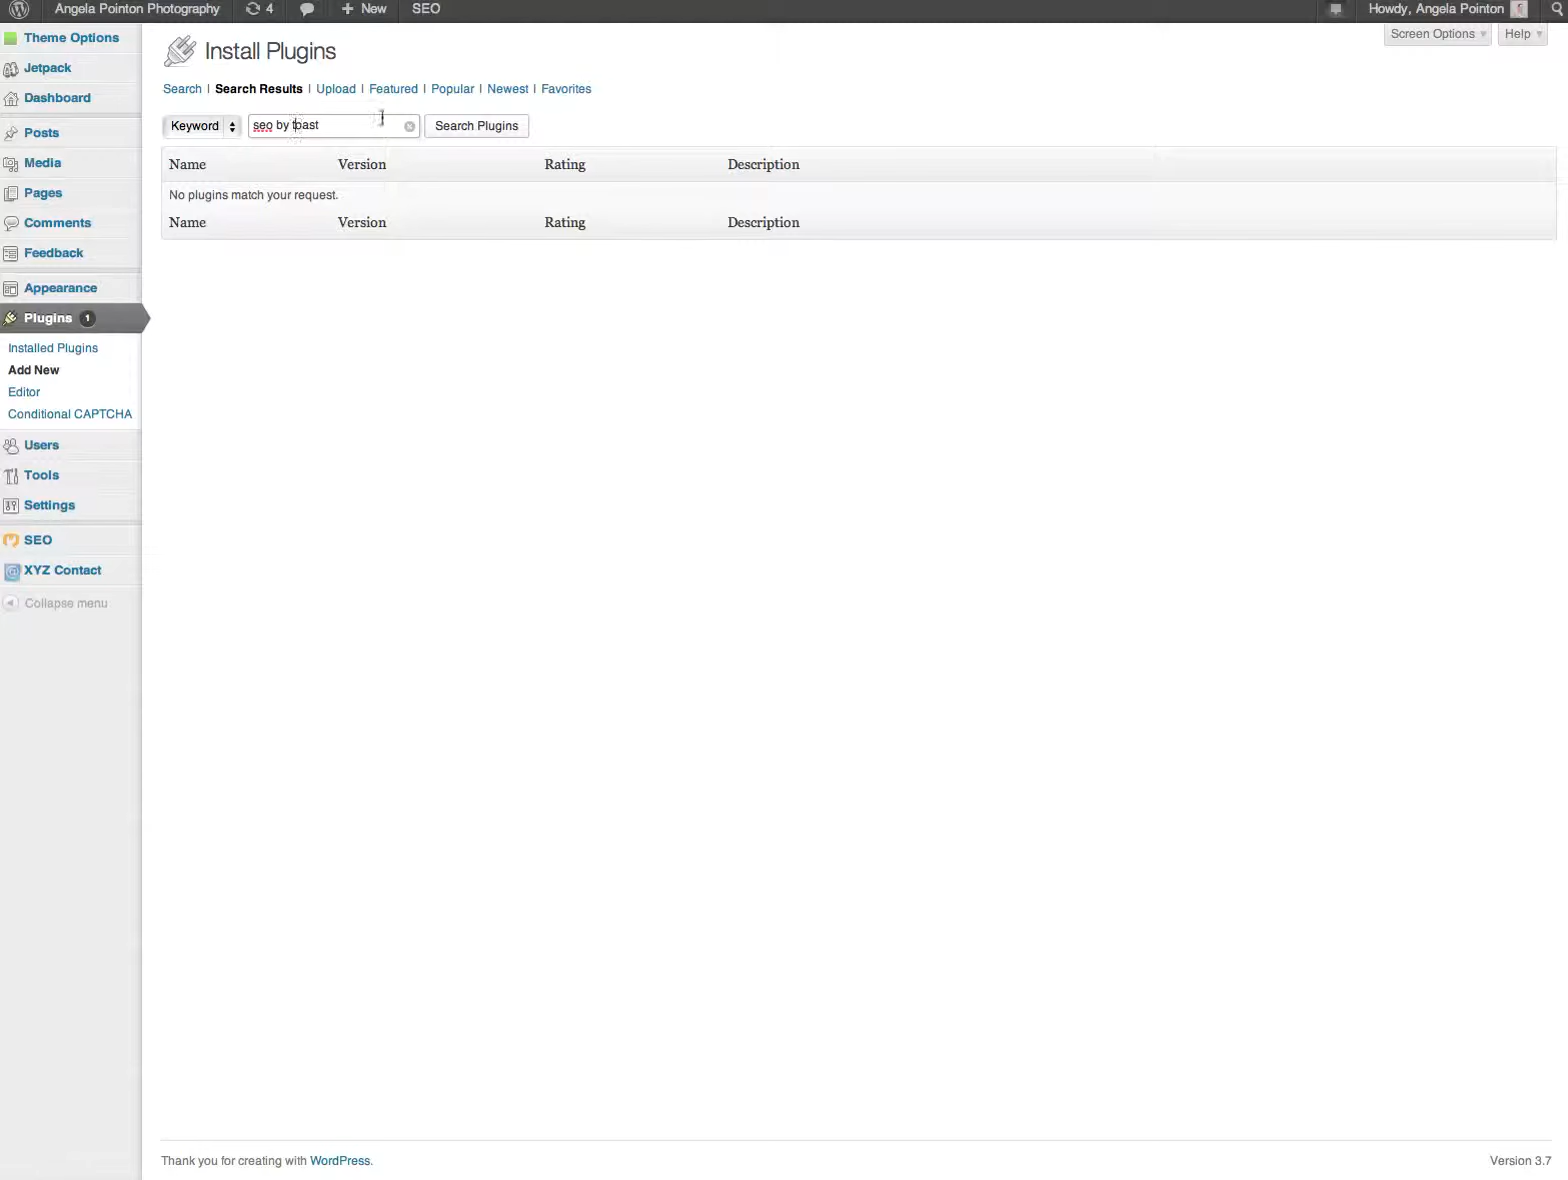 Angela Pointon Photography 4 New SEO Howdy, Angela Pointon
Theme Options
Jetpack
Dashboard
Posts
Media
Pages
Comments
Feedback
Appearance
Plugins 1
Installed Plugins
Add New
Editor
Conditional CAPTCHA
Users
Tools
Settings
SEO
XYZ Contact
Collapse menu
Screen Options Help
Install Plugins
Search | Search Results | Upload | Featured | Popular | Newest | Favorites
Keyword seo by toast Search Plugins
Name Version Rating Description
No plugins match your request.
Name Version Rating Description
Thank you for creating with WordPress. Version 3.7